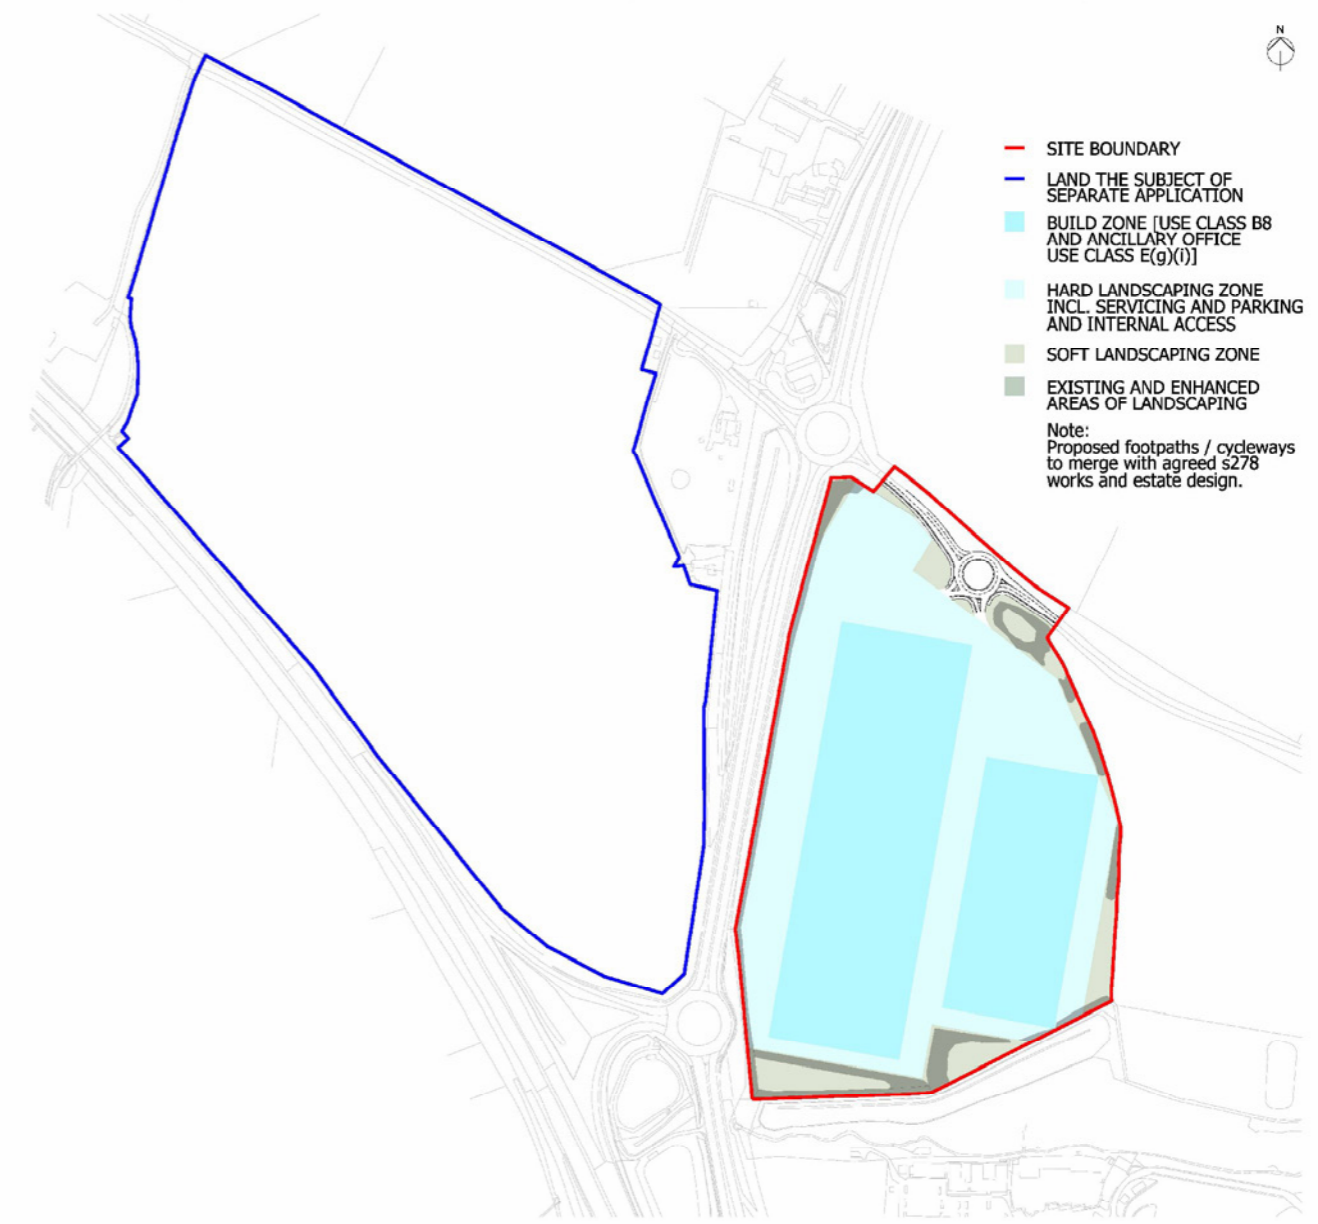 N
SITE BOUNDARY
LAND THE SUBJECT OF
SEPARATE APPLICATION
BUILD ZONE [USE CLASS B8
AND ANCILLARY OFFICE
USE CLASS E(g)(i)]
HARD LANDSCAPING ZONE
INCL. SERVICING AND PARKING
AND INTERNAL ACCESS
SOFT LANDSCAPING ZONE
EXISTING AND ENHANCED
AREAS OF LANDSCAPING
Note:
Proposed footpaths / cycleways
to merge with agreed s278
works and estate design.